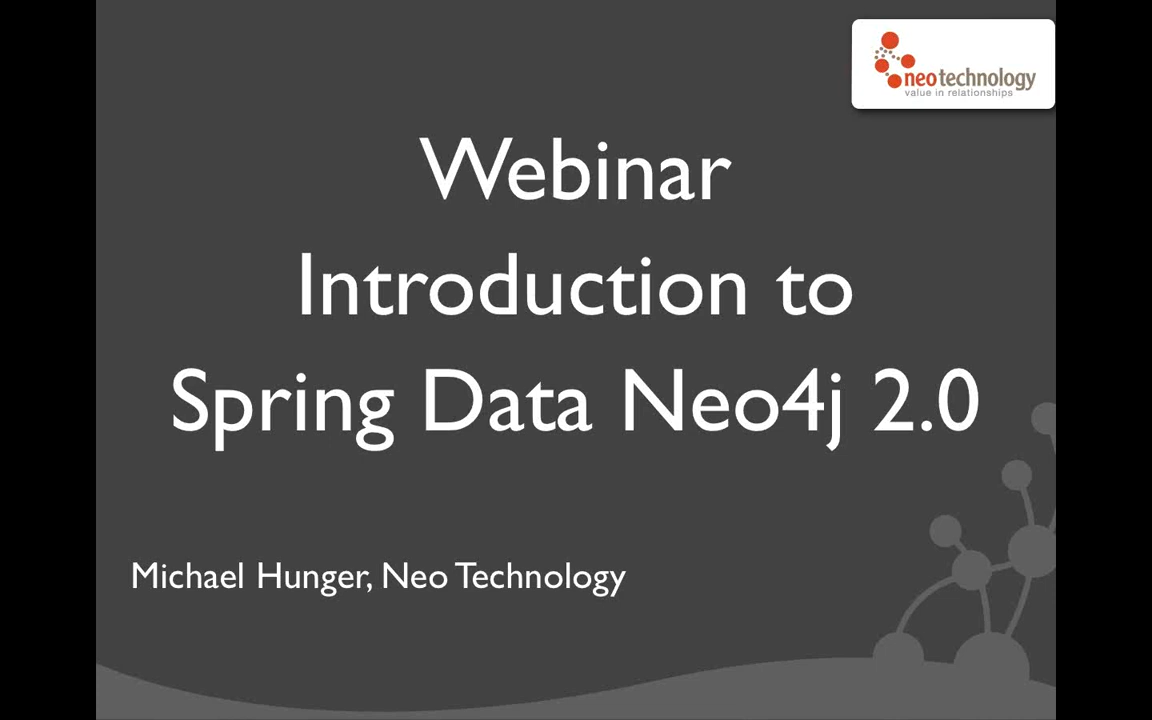 neotechnology
value in relationships
Webinar
Introduction to
Spring Data Neo4j 2.0
Michael Hunger, Neo Technology